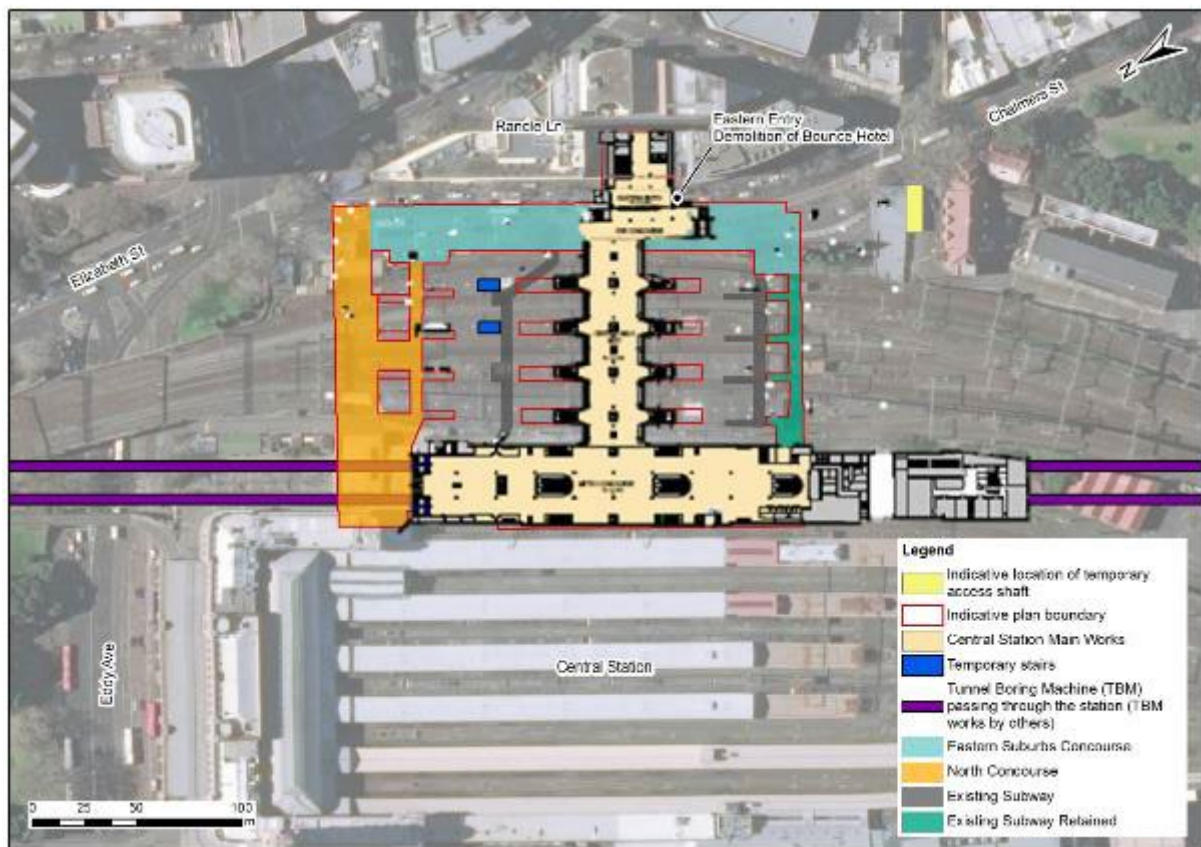 N
Chalmers St
Randle Ln
Eastern Entry
Demolition of Bounce Hotel
Elizabeth St
Eddy Ave
Central Station
0 25 50 100
m
Legend
Indicative location of temporary
access shaft
Indicative plan boundary
Central Station Main Works
Temporary stairs
Tunnel Boring Machine (TBM)
passing through the station (TBM
works by others)
Eastern Suburbs Concourse
North Concourse
Existing Subway
Existing Subway Retained